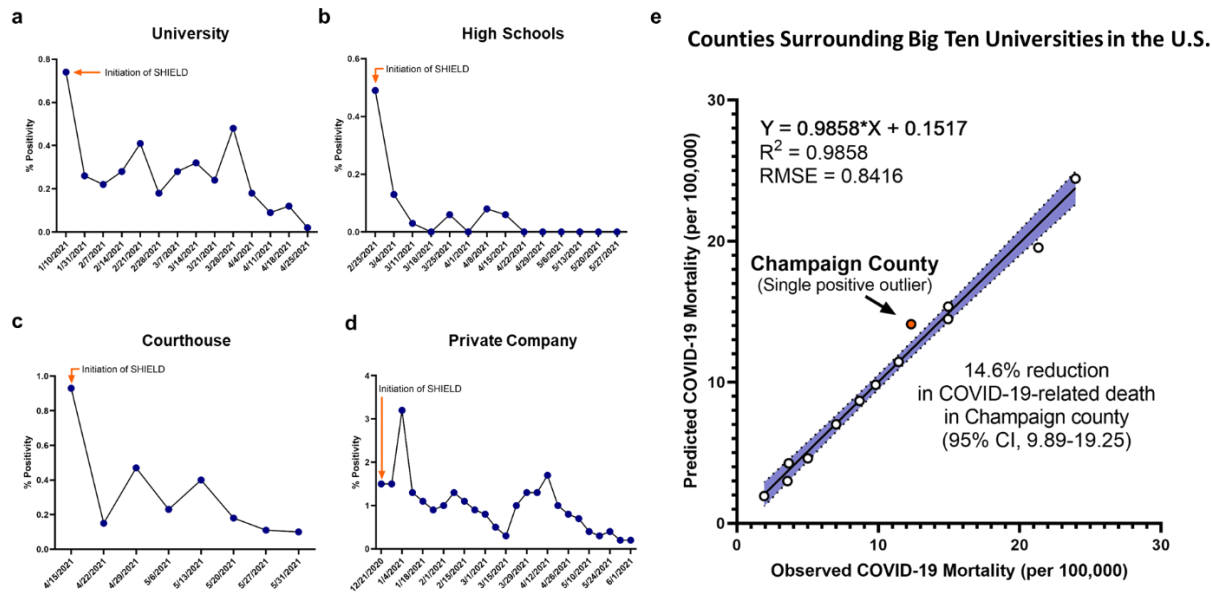 a
University
% Positivity
0.8
0.6
0.4
0.2
0.0
Initiation of SHIELD
1/10/2021
1/31/2021
2/7/2021
2/14/2021
2/21/2021
2/28/2021
3/7/2021
3/14/2021
3/21/2021
3/28/2021
4/4/2021
4/11/2021
4/18/2021
4/25/2021
b
High Schools
% Positivity
0.6
0.4
0.2
0.0
Initiation of SHIELD
2/25/2021
3/4/2021
3/11/2021
3/18/2021
3/25/2021
4/1/2021
4/8/2021
4/15/2021
4/22/2021
4/29/2021
5/6/2021
5/13/2021
5/20/2021
5/27/2021
c
Courthouse
% Positivity
1.0
0.8
0.6
0.4
0.2
0.0
Initiation of SHIELD
4/15/2021
4/22/2021
4/29/2021
5/6/2021
5/13/2021
5/20/2021
5/27/2021
5/31/2021
d
Private Company
% Positivity
4
3
2
1
0
Initiation of SHIELD
12/21/2020
1/4/2021
1/18/2021
2/1/2021
2/15/2021
3/1/2021
3/15/2021
3/29/2021
4/12/2021
4/26/2021
5/10/2021
5/24/2021
6/1/2021
e
Counties Surrounding Big Ten Universities in the U.S.
Predicted COVID-19 Mortality (per 100,000)
30
20
10
0
Y = 0.9858*X + 0.1517
R² = 0.9858
RMSE = 0.8416
Champaign County
(Single positive outlier)
14.6% reduction
in COVID-19-related death
in Champaign county
(95% CI, 9.89-19.25)
0
10
20
30
Observed COVID-19 Mortality (per 100,000)